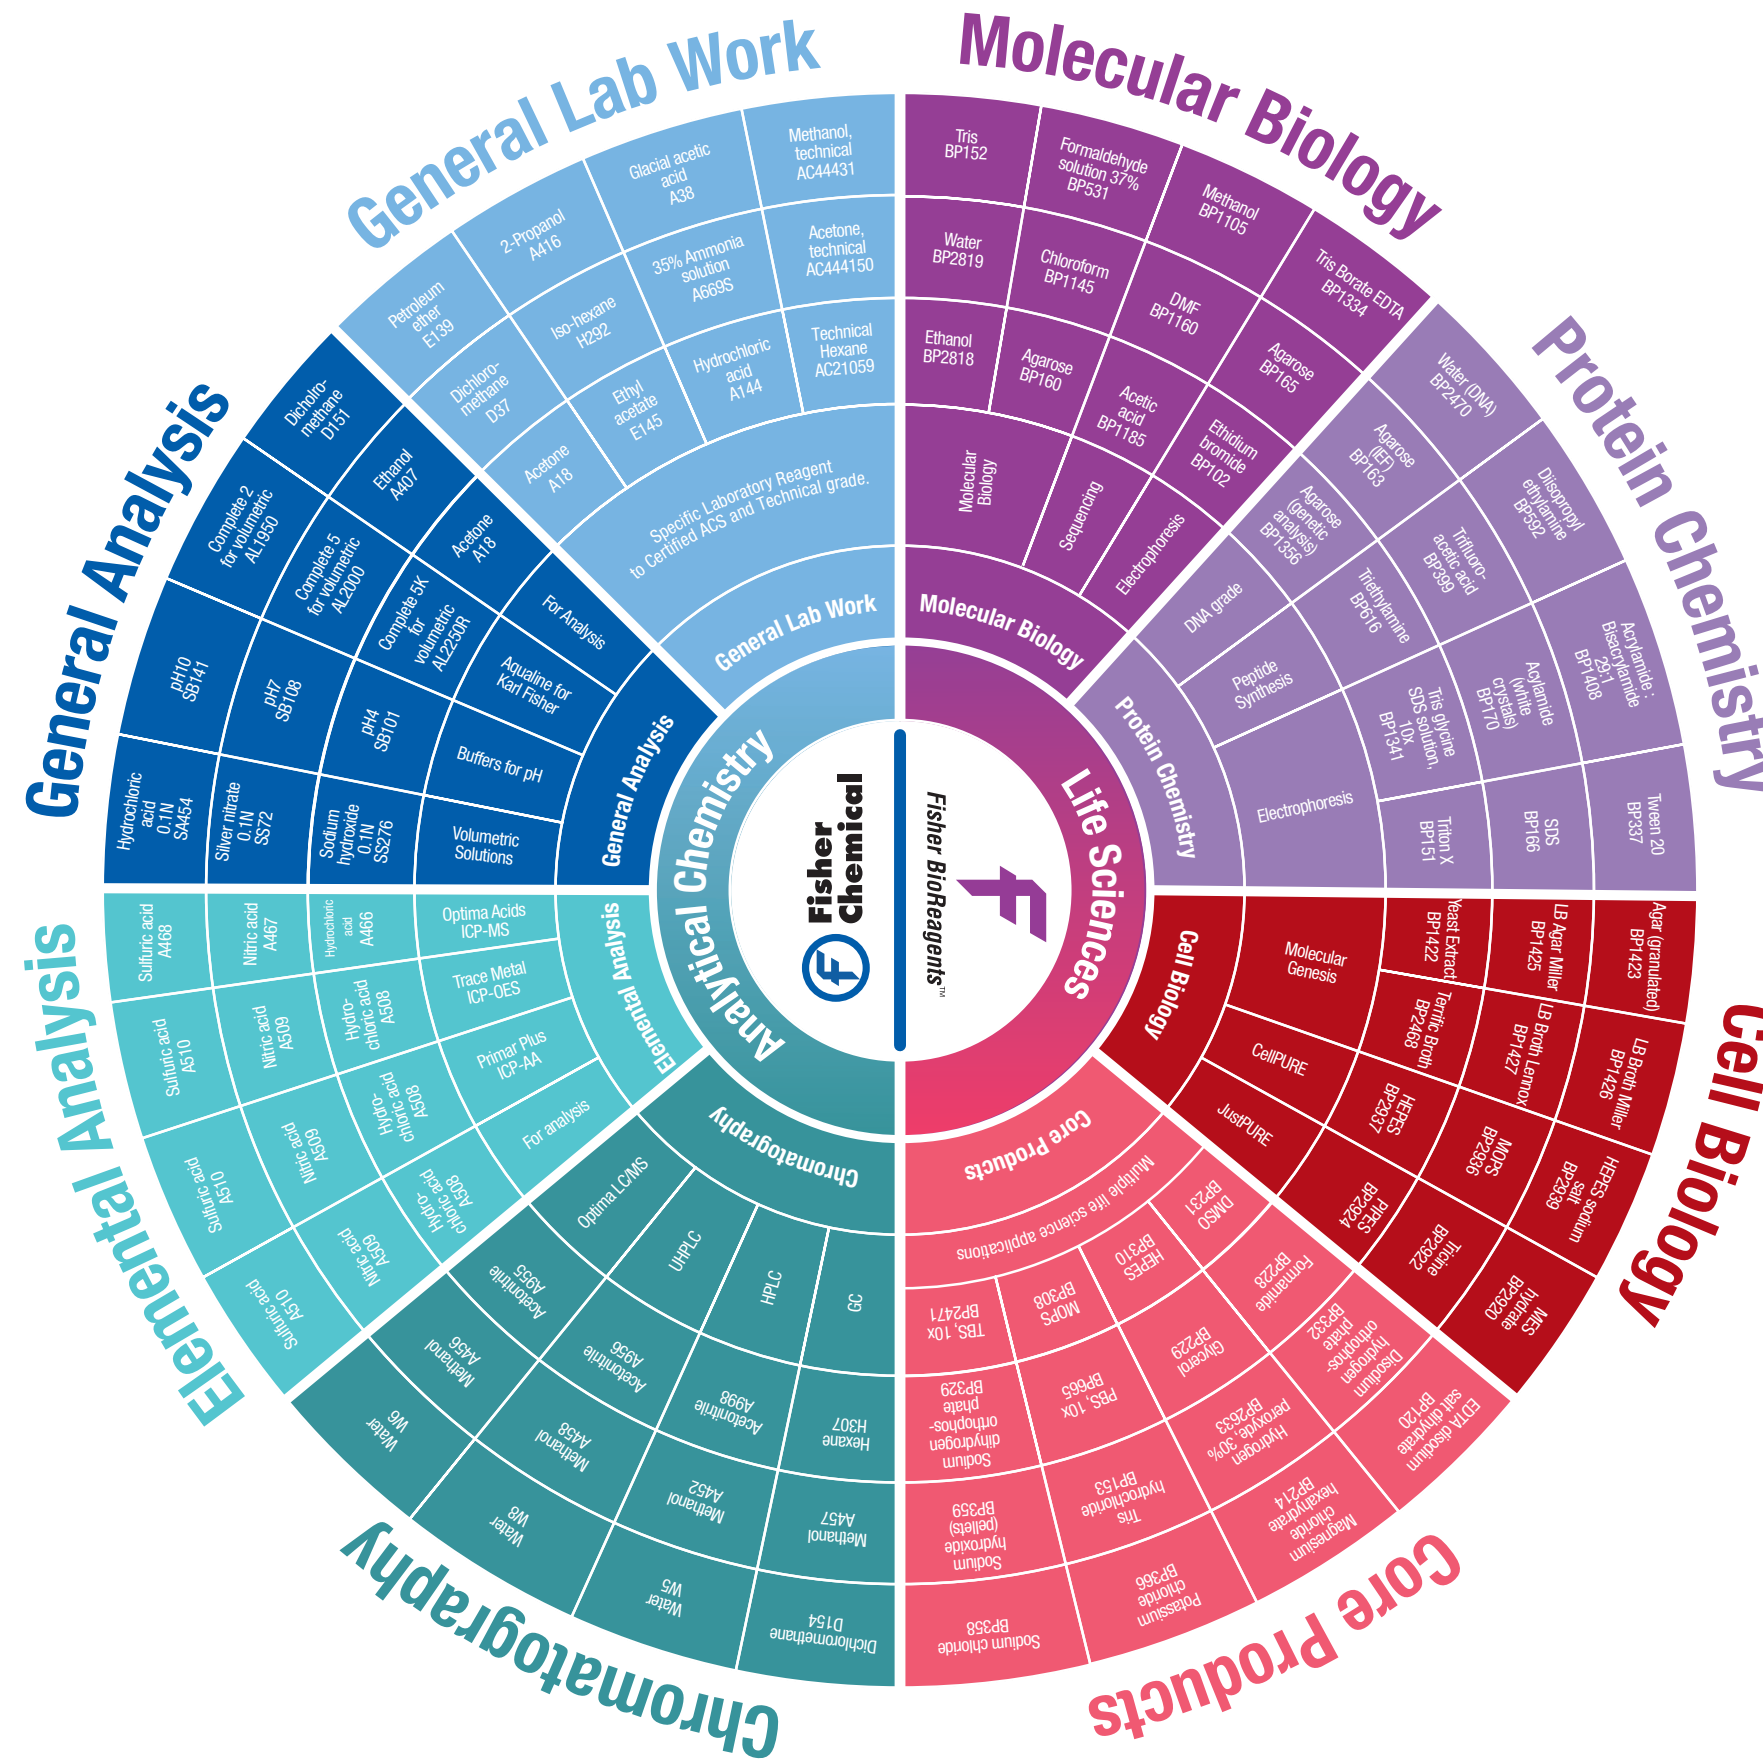 General Lab Work
Methanol,
technical
AC44431
Glacial acetic
acid
A38
2-Propanol
A416
Petroleum
ether
E139
Acetone,
technical
AC444150
35% Ammonia
solution
A669S
Iso-hexane
H292
Dichloro-
methane
D37
Technical
Hexane
AC21059
Hydrochloric
acid
A144
Ethyl
acetate
E145
Acetone
A18
Specific Laboratory Reagent
to Certified ACS and Technical grade.
General Lab Work
Molecular Biology
Tris
BP152
Formaldehyde
solution 37%
BP531
Methanol
BP1105
Tris Borate EDTA
BP1334
Water
BP2819
Chloroform
BP1145
DMF
BP1160
Agarose
BP165
Ethanol
BP2818
Agarose
BP160
Acetic
acid
BP1185
Ethidium
bromide
BP102
Molecular
Biology
Sequencing
Electrophoresis
Molecular Biology
Protein Chemistry
Water (DNA)
BP2470
Diisopropyl
ethylamine
BP592
Acrylamide :
Bisacrylamide
29:1
BP1408
Tween 20
BP337
Agarose
(IEF)
BP163
Trifluoro-
acetic acid
BP399
Acylamide
(white
crystals)
BP170
SDS
BP166
Agarose
(genetic
analysis)
BP1356
Triethylamine
BP616
Tris glycine
SDS solution,
10x
BP1341
Triton X
BP151
DNA grade
Peptide
Synthesis
Electrophoresis
Protein Chemistry
Cell Biology
Agar (granulated)
BP1423
LB Broth Miller
BP1426
HEPES sodium
salt
BP2939
MES
hydrate
BP2920
LB Agar Miller
BP1425
LB Broth Lennox
BP1427
MOPS
BP2936
Tricine
BP2922
Yeast Extract
BP1422
Terrific Broth
BP2468
HEPES
BP2937
PIPES
BP2924
Molecular
Genesis
CellPURE
JustPURE
Cell Biology
Core Products
Core Products
Multiple life science applications
DMSO
BP231
HEPES
BP310
MOPS
BP308
TBS, 10x
BP2471
Formamide
BP228
Glycerol
BP229
PBS, 10x
BP665
Sodium
dihydrogen
orthophos-
phate
BP329
Disodium
hydrogen
orthophos-
phate
BP332
Hydrogen
peroxide, 30%
BP2633
Tris
hydrochloride
BP153
Sodium
hydroxide
(pellets)
BP359
EDTA disodium
salt dihydrate
BP120
Magnesium
chloride
hexahydrate
BP214
Potassium
chloride
BP366
Sodium chloride
BP358
Chromatography
Chromatography
Optima LC/MS
UHPLC
HPLC
GC
Acetonitrile
A955
Acetonitrile
A956
Acetonitrile
A998
Hexane
H307
Methanol
A456
Methanol
A458
Methanol
A452
Methanol
A457
Water
W6
Water
W8
Water
W5
Dichloromethane
D154
Elemental Analysis
Elemental Analysis
Optima Acids
ICP-MS
Trace Metal
ICP-OES
Primar Plus
ICP-AA
For analysis
Hydrochloric
acid
A466
Hydro-
chloric acid
A508
Hydro-
chloric acid
A508
Hydro-
chloric acid
A508
Nitric acid
A467
Nitric acid
A509
Nitric acid
A509
Nitric acid
A509
Sulfuric acid
A468
Sulfuric acid
A510
Sulfuric acid
A510
Sulfuric acid
A510
General Analysis
Dicholro-
methane
D151
Complete 2
for volumetric
AL1950
pH10
SB141
Hydrochloric
acid
0.1N
SA454
Ethanol
A407
Complete 5
for volumetric
AL2000
pH7
SB108
Silver nitrate
0.1N
SS72
Acetone
A18
Complete 5K
for
volumetric
AL2250R
pH4
SB101
Sodium
hydroxide
0.1N
SS276
For Analysis
Aqualine for
Karl Fisher
Buffers for pH
Volumetric
Solutions
General Analysis
Analytical Chemistry
Life Sciences
Fisher
Chemical
Fisher BioReagents™